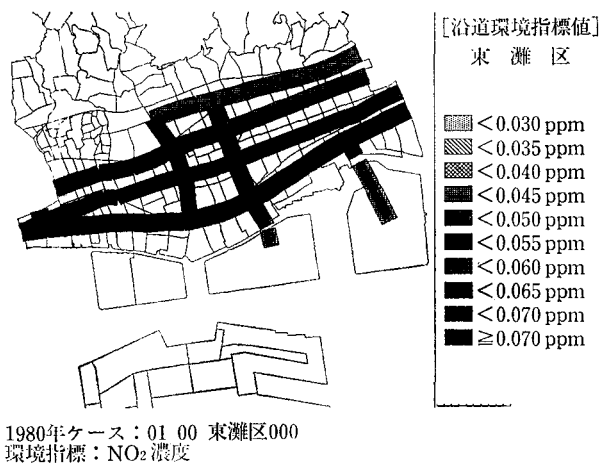 [沿道環境指標値]
東 灘 区
<0.030 ppm
<0.035 ppm
<0.040 ppm
<0.045 ppm
<0.050 ppm
<0.055 ppm
<0.060 ppm
<0.065 ppm
<0.070 ppm
≧0.070 ppm
1980年ケース：01 00 東灘区000
環境指標：NO₂濃度